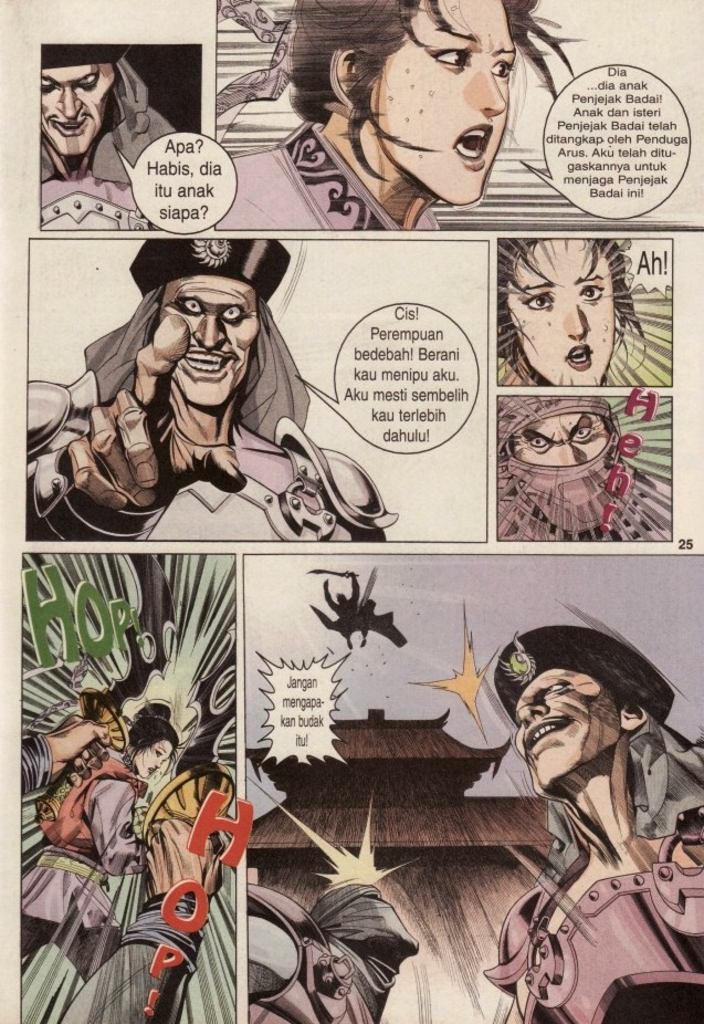 Apa?
Habis, dia
itu anak
siapa?
Dia
...dia anak
Penjejak Badai!
Anak dan isteri
Penjejak Badai telah
ditangkap oleh Penduga
Arus. Aku telah ditu-
gaskannya untuk
menjaga Penjejak
Badai ini!
Cis!
Perempuan
bedebah! Berani
kau menipu aku.
Aku mesti sembelih
kau terlebih
dahulu!
Ah!
Heh!
25
HOP!
HOP!
Jangan
mengapa-
kan budak
itu!